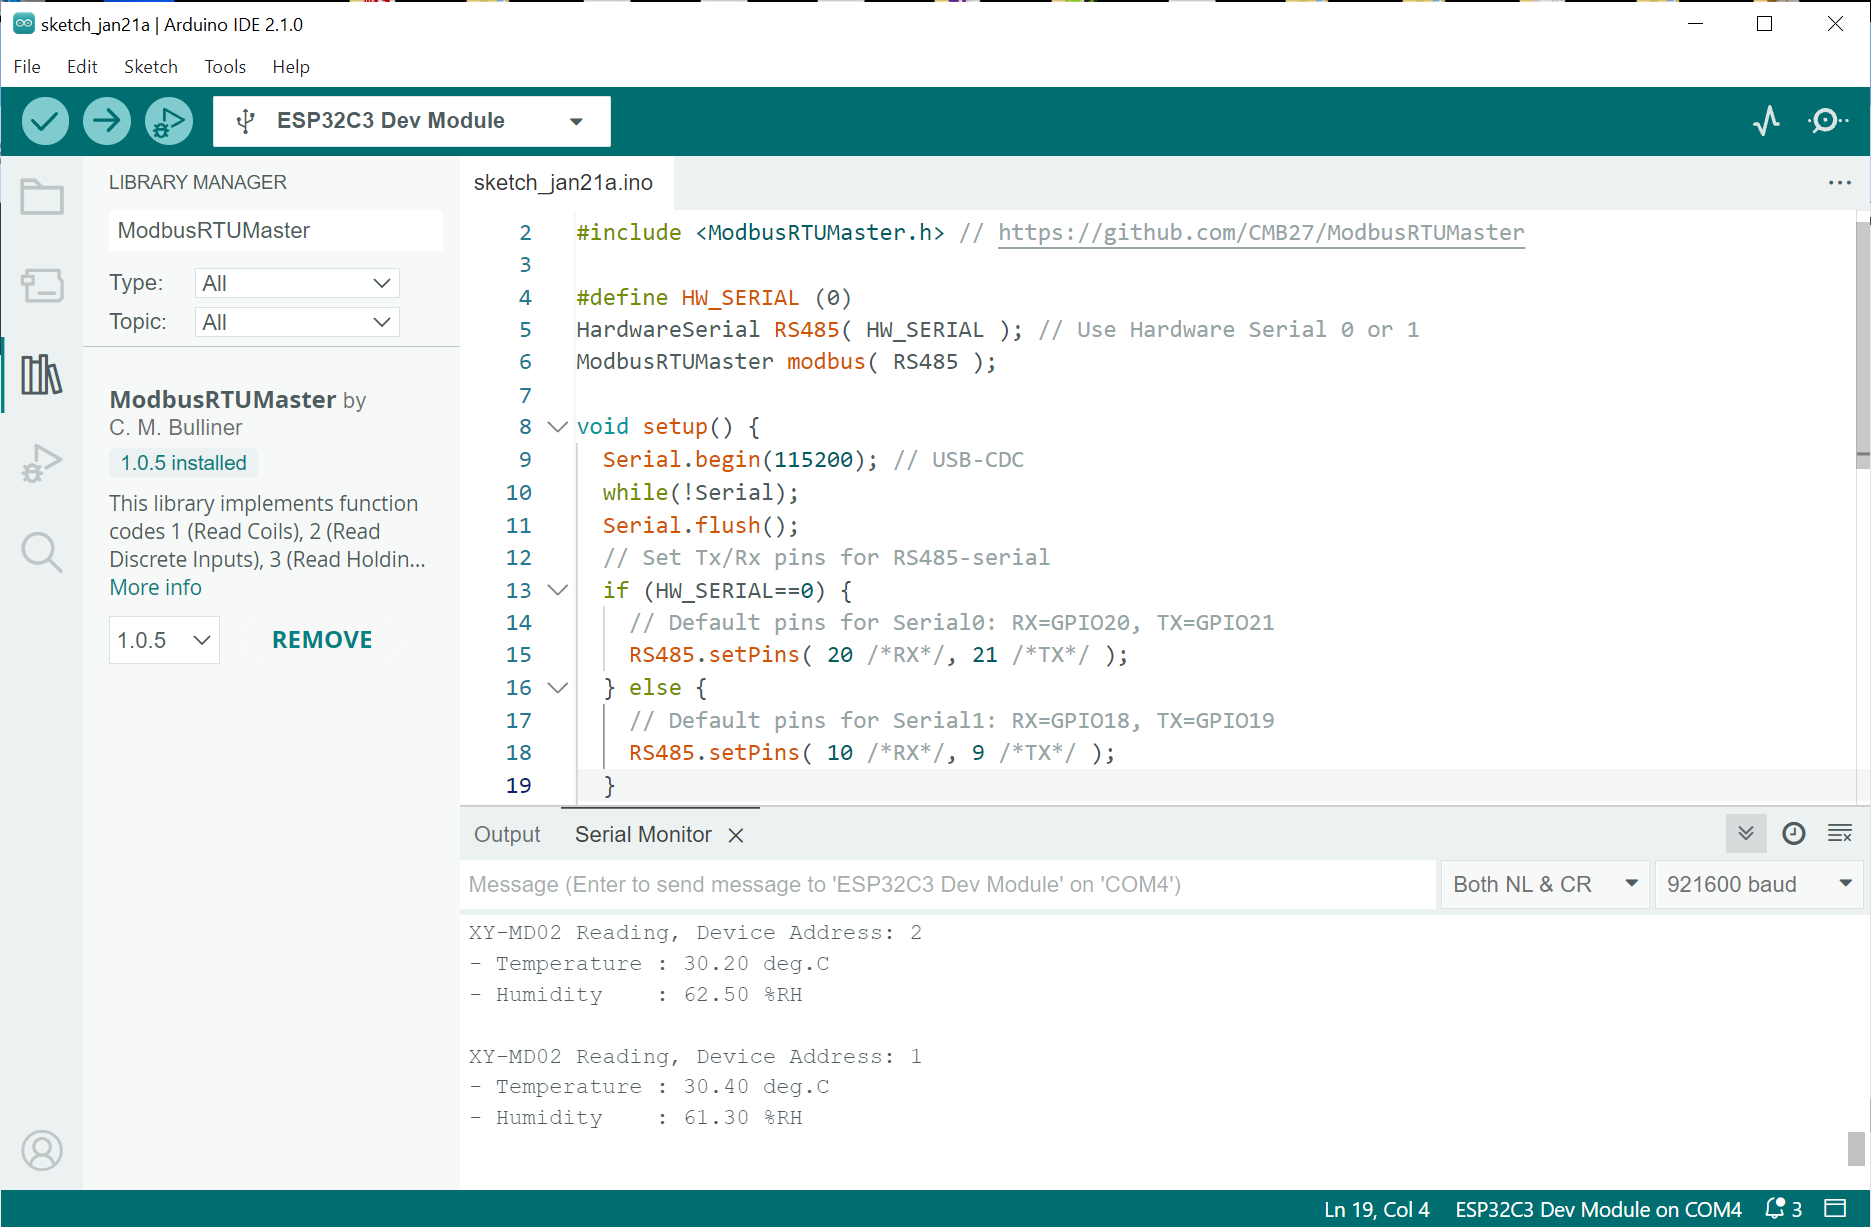 sketch_jan21a | Arduino IDE 2.1.0
File Edit Sketch Tools Help
ESP32C3 Dev Module
LIBRARY MANAGER
ModbusRTUMaster
Type: All
Topic: All
ModbusRTUMaster by
C. M. Bulliner
1.0.5 installed
This library implements function
codes 1 (Read Coils), 2 (Read
Discrete Inputs), 3 (Read Holdin...
More info
1.0.5 REMOVE
sketch_jan21a.ino
2 #include <ModbusRTUMaster.h> // https://github.com/CMB27/ModbusRTUMaster
3
4 #define HW_SERIAL (0)
5 HardwareSerial RS485( HW_SERIAL ); // Use Hardware Serial 0 or 1
6 ModbusRTUMaster modbus( RS485 );
7
8 void setup() {
9 Serial.begin(115200); // USB-CDC
10 while(!Serial);
11 Serial.flush();
12 // Set Tx/Rx pins for RS485-serial
13 if (HW_SERIAL==0) {
14 // Default pins for Serial0: RX=GPIO20, TX=GPIO21
15 RS485.setPins( 20 /*RX*/, 21 /*TX*/ );
16 } else {
17 // Default pins for Serial1: RX=GPIO18, TX=GPIO19
18 RS485.setPins( 10 /*RX*/, 9 /*TX*/ );
19 }
Output Serial Monitor
Message (Enter to send message to 'ESP32C3 Dev Module' on 'COM4') Both NL & CR 921600 baud
XY-MD02 Reading, Device Address: 2
- Temperature : 30.20 deg.C
- Humidity : 62.50 %RH
XY-MD02 Reading, Device Address: 1
- Temperature : 30.40 deg.C
- Humidity : 61.30 %RH
Ln 19, Col 4 ESP32C3 Dev Module on COM4 3